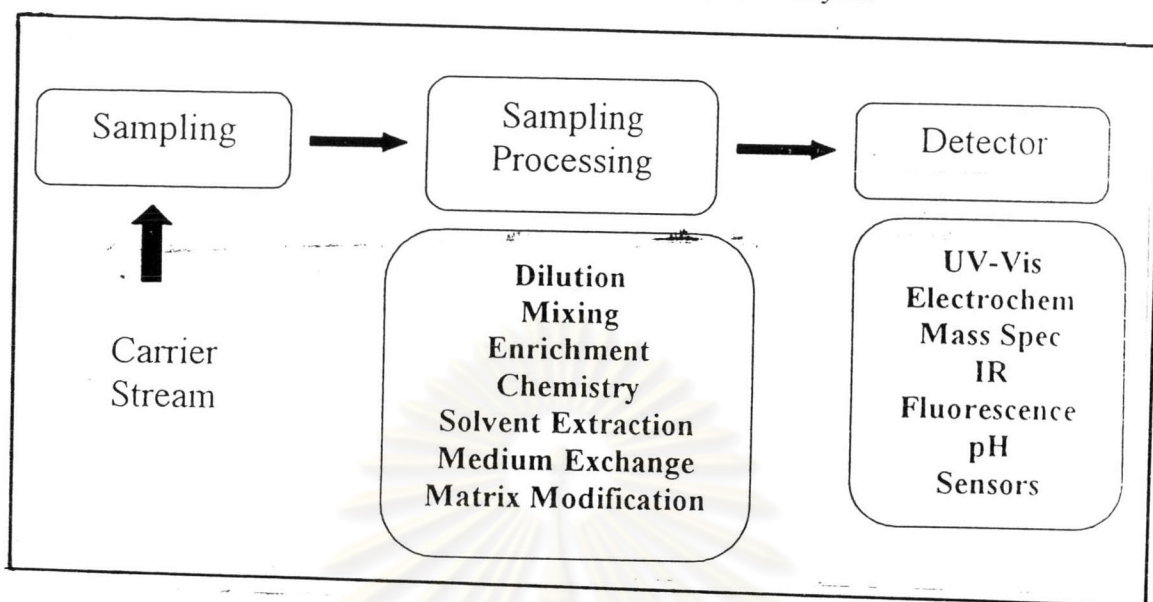 Sampling
Carrier
Stream
Sampling
Processing
Dilution
Mixing
Enrichment
Chemistry
Solvent Extraction
Medium Exchange
Matrix Modification
Detector
UV-Vis
Electrochem
Mass Spec
IR
Fluorescence
pH
Sensors